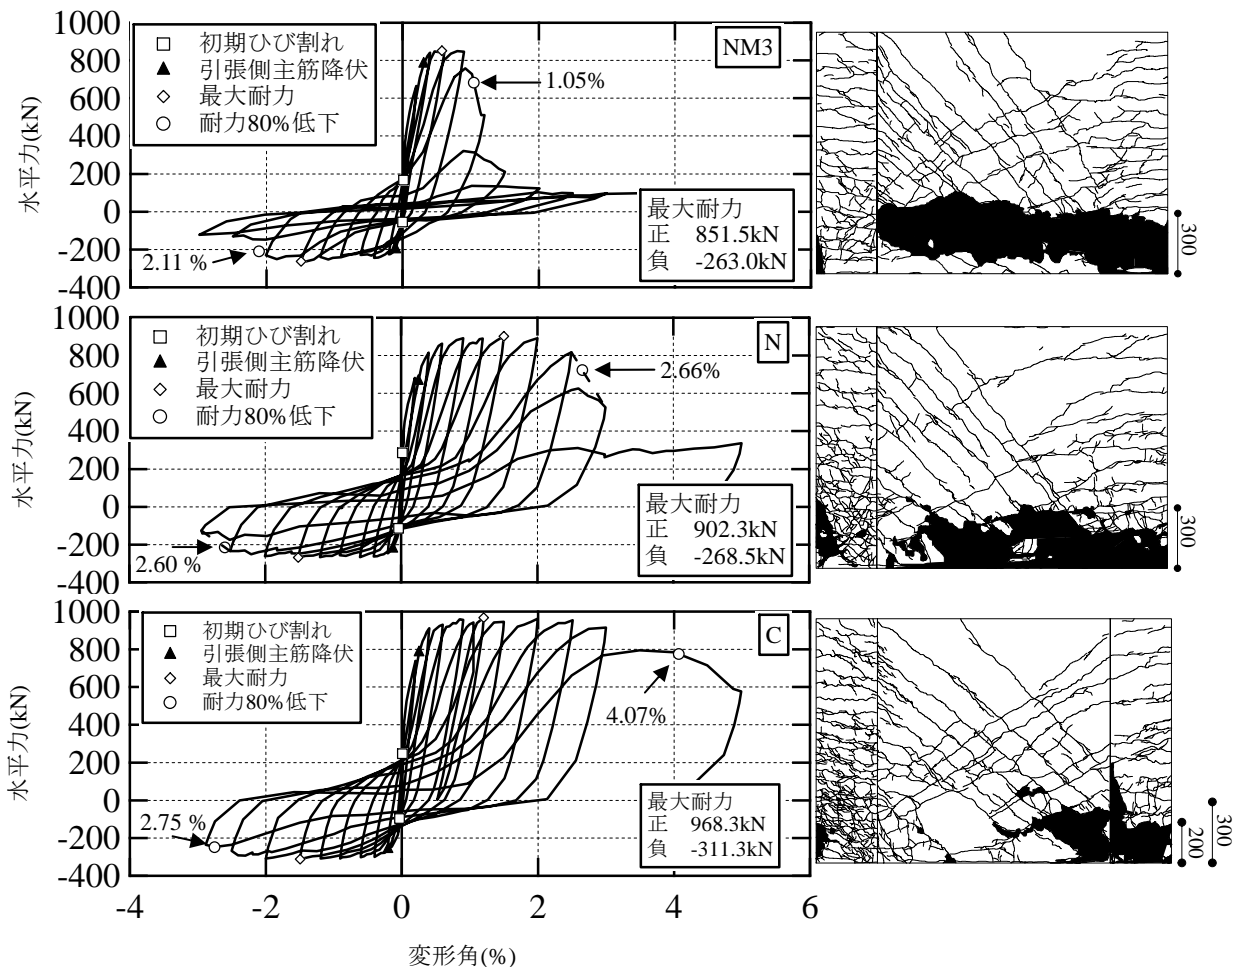 1000
800
600
400
200
0
-200
-400
水平力(kN)
□ 初期ひび割れ
▲ 引張側主筋降伏
◇ 最大耐力
○ 耐力80%低下
NM3
1.05%
2.11 %
最大耐力
正 851.5kN
負 -263.0kN
300
1000
800
600
400
200
0
-200
-400
水平力(kN)
□ 初期ひび割れ
▲ 引張側主筋降伏
◇ 最大耐力
○ 耐力80%低下
N
2.66%
2.60 %
最大耐力
正 902.3kN
負 -268.5kN
300
1000
800
600
400
200
0
-200
-400
水平力(kN)
□ 初期ひび割れ
▲ 引張側主筋降伏
◇ 最大耐力
○ 耐力80%低下
C
4.07%
2.75 %
最大耐力
正 968.3kN
負 -311.3kN
200
300
-4 -2 0 2 4 6
変形角(%)